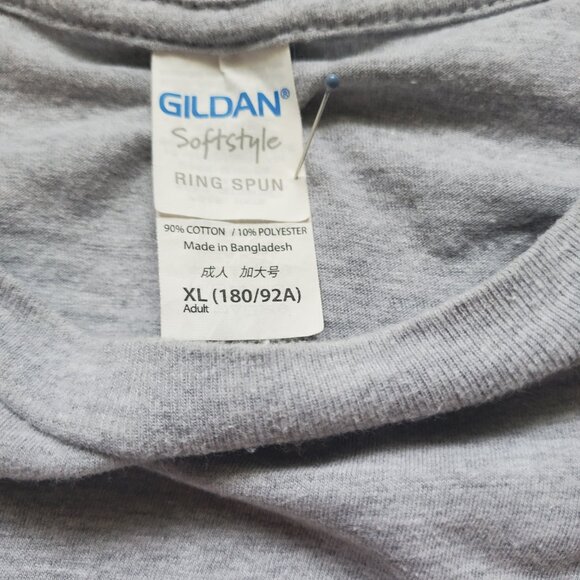 GILDAN®
Softstyle
RING SPUN
90% COTTON / 10% POLYESTER
Made in Bangladesh
成人 加大号
XL (180/92A)
Adult